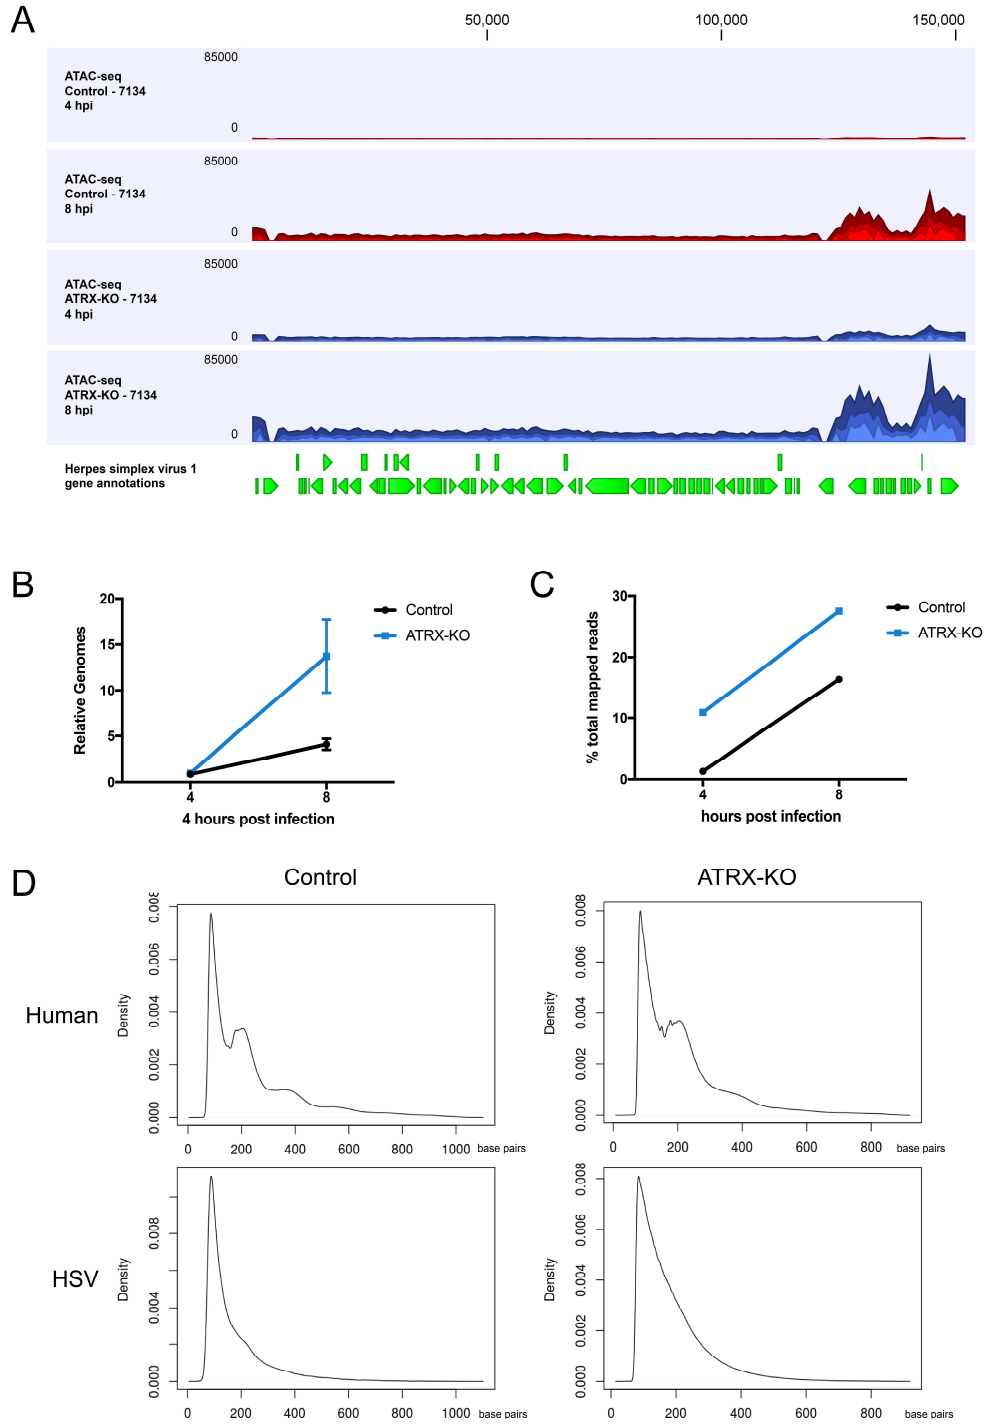 A
50,000 100,000 150,000
ATAC-seq
Control - 7134
4 hpi
85000
0
ATAC-seq
Control - 7134
8 hpi
85000
0
ATAC-seq
ATRX-KO - 7134
4 hpi
85000
0
ATAC-seq
ATRX-KO - 7134
8 hpi
85000
0
Herpes simplex virus 1
gene annotations
B
Relative Genomes
20
15
10
5
0
4 8
4 hours post infection
Control
ATRX-KO
C
% total mapped reads
30
20
10
0
4 8
hours post infection
Control
ATRX-KO
D
Control
ATRX-KO
Human
Density
0.000 0.002 0.004 0.006 0.008
0 200 400 600 800 1000 base pairs
Density
0.000 0.002 0.004 0.006 0.008
0 200 400 600 800 base pairs
HSV
Density
0.000 0.004 0.008
0 200 400 600 800 1000 base pairs
Density
0.000 0.002 0.004 0.006 0.008
0 200 400 600 800 base pairs